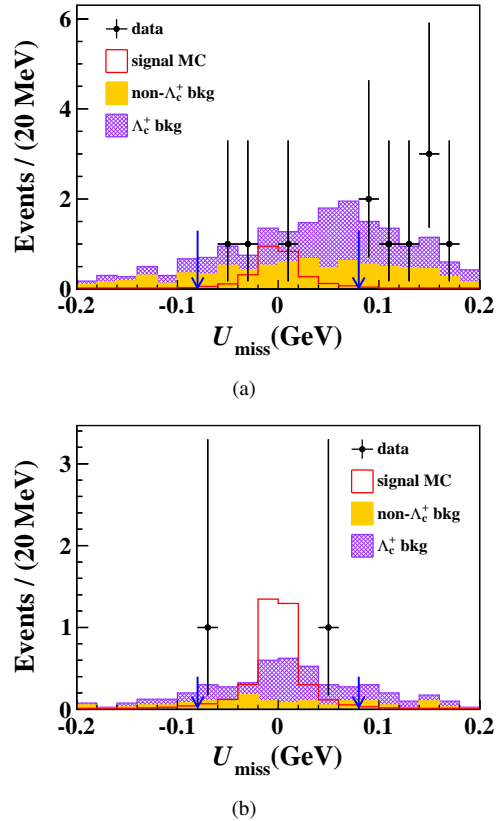 6
4
2
0
Events / (20 MeV)
data
signal MC
non-Λc+ bkg
Λc+ bkg
-0.2 -0.1 0 0.1 0.2
Umiss(GeV)
(a)
3
2
1
0
Events / (20 MeV)
data
signal MC
non-Λc+ bkg
Λc+ bkg
-0.2 -0.1 0 0.1 0.2
Umiss(GeV)
(b)